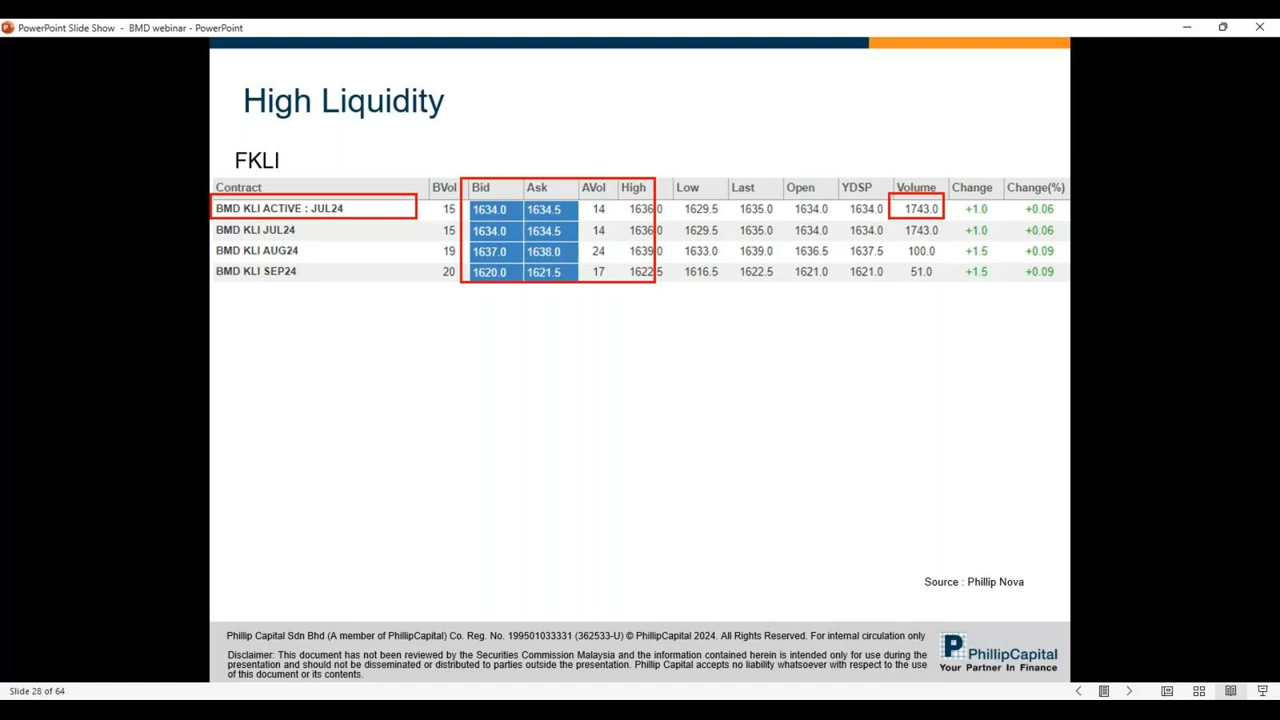 PowerPoint Slide Show - BMD webinar - PowerPoint
High Liquidity
FKLI
Contract BVol Bid Ask AVol High Low Last Open YDSP Volume Change Change(%)
BMD KLI ACTIVE : JUL24 15 1634.0 1634.5 14 1636.0 1629.5 1635.0 1634.0 1634.0 1743.0 +1.0 +0.06
BMD KLI JUL24 15 1634.0 1634.5 14 1636.0 1629.5 1635.0 1634.0 1634.0 1743.0 +1.0 +0.06
BMD KLI AUG24 19 1637.0 1638.0 24 1639.0 1633.0 1639.0 1636.5 1637.5 100.0 +1.5 +0.09
BMD KLI SEP24 20 1620.0 1621.5 17 1622.5 1616.5 1622.5 1621.0 1621.0 51.0 +1.5 +0.09
Source : Phillip Nova
Phillip Capital Sdn Bhd (A member of PhillipCapital) Co. Reg. No. 199501033331 (362533-U) © PhillipCapital 2024. All Rights Reserved. For internal circulation only
Disclaimer: This document has not been reviewed by the Securities Commission Malaysia and the information contained herein is intended only for use during the
presentation and should not be disseminated or distributed to parties outside the presentation. Phillip Capital accepts no liability whatsoever with respect to the use
of this document or its contents.
PhillipCapital
Your Partner In Finance
Slide 28 of 64